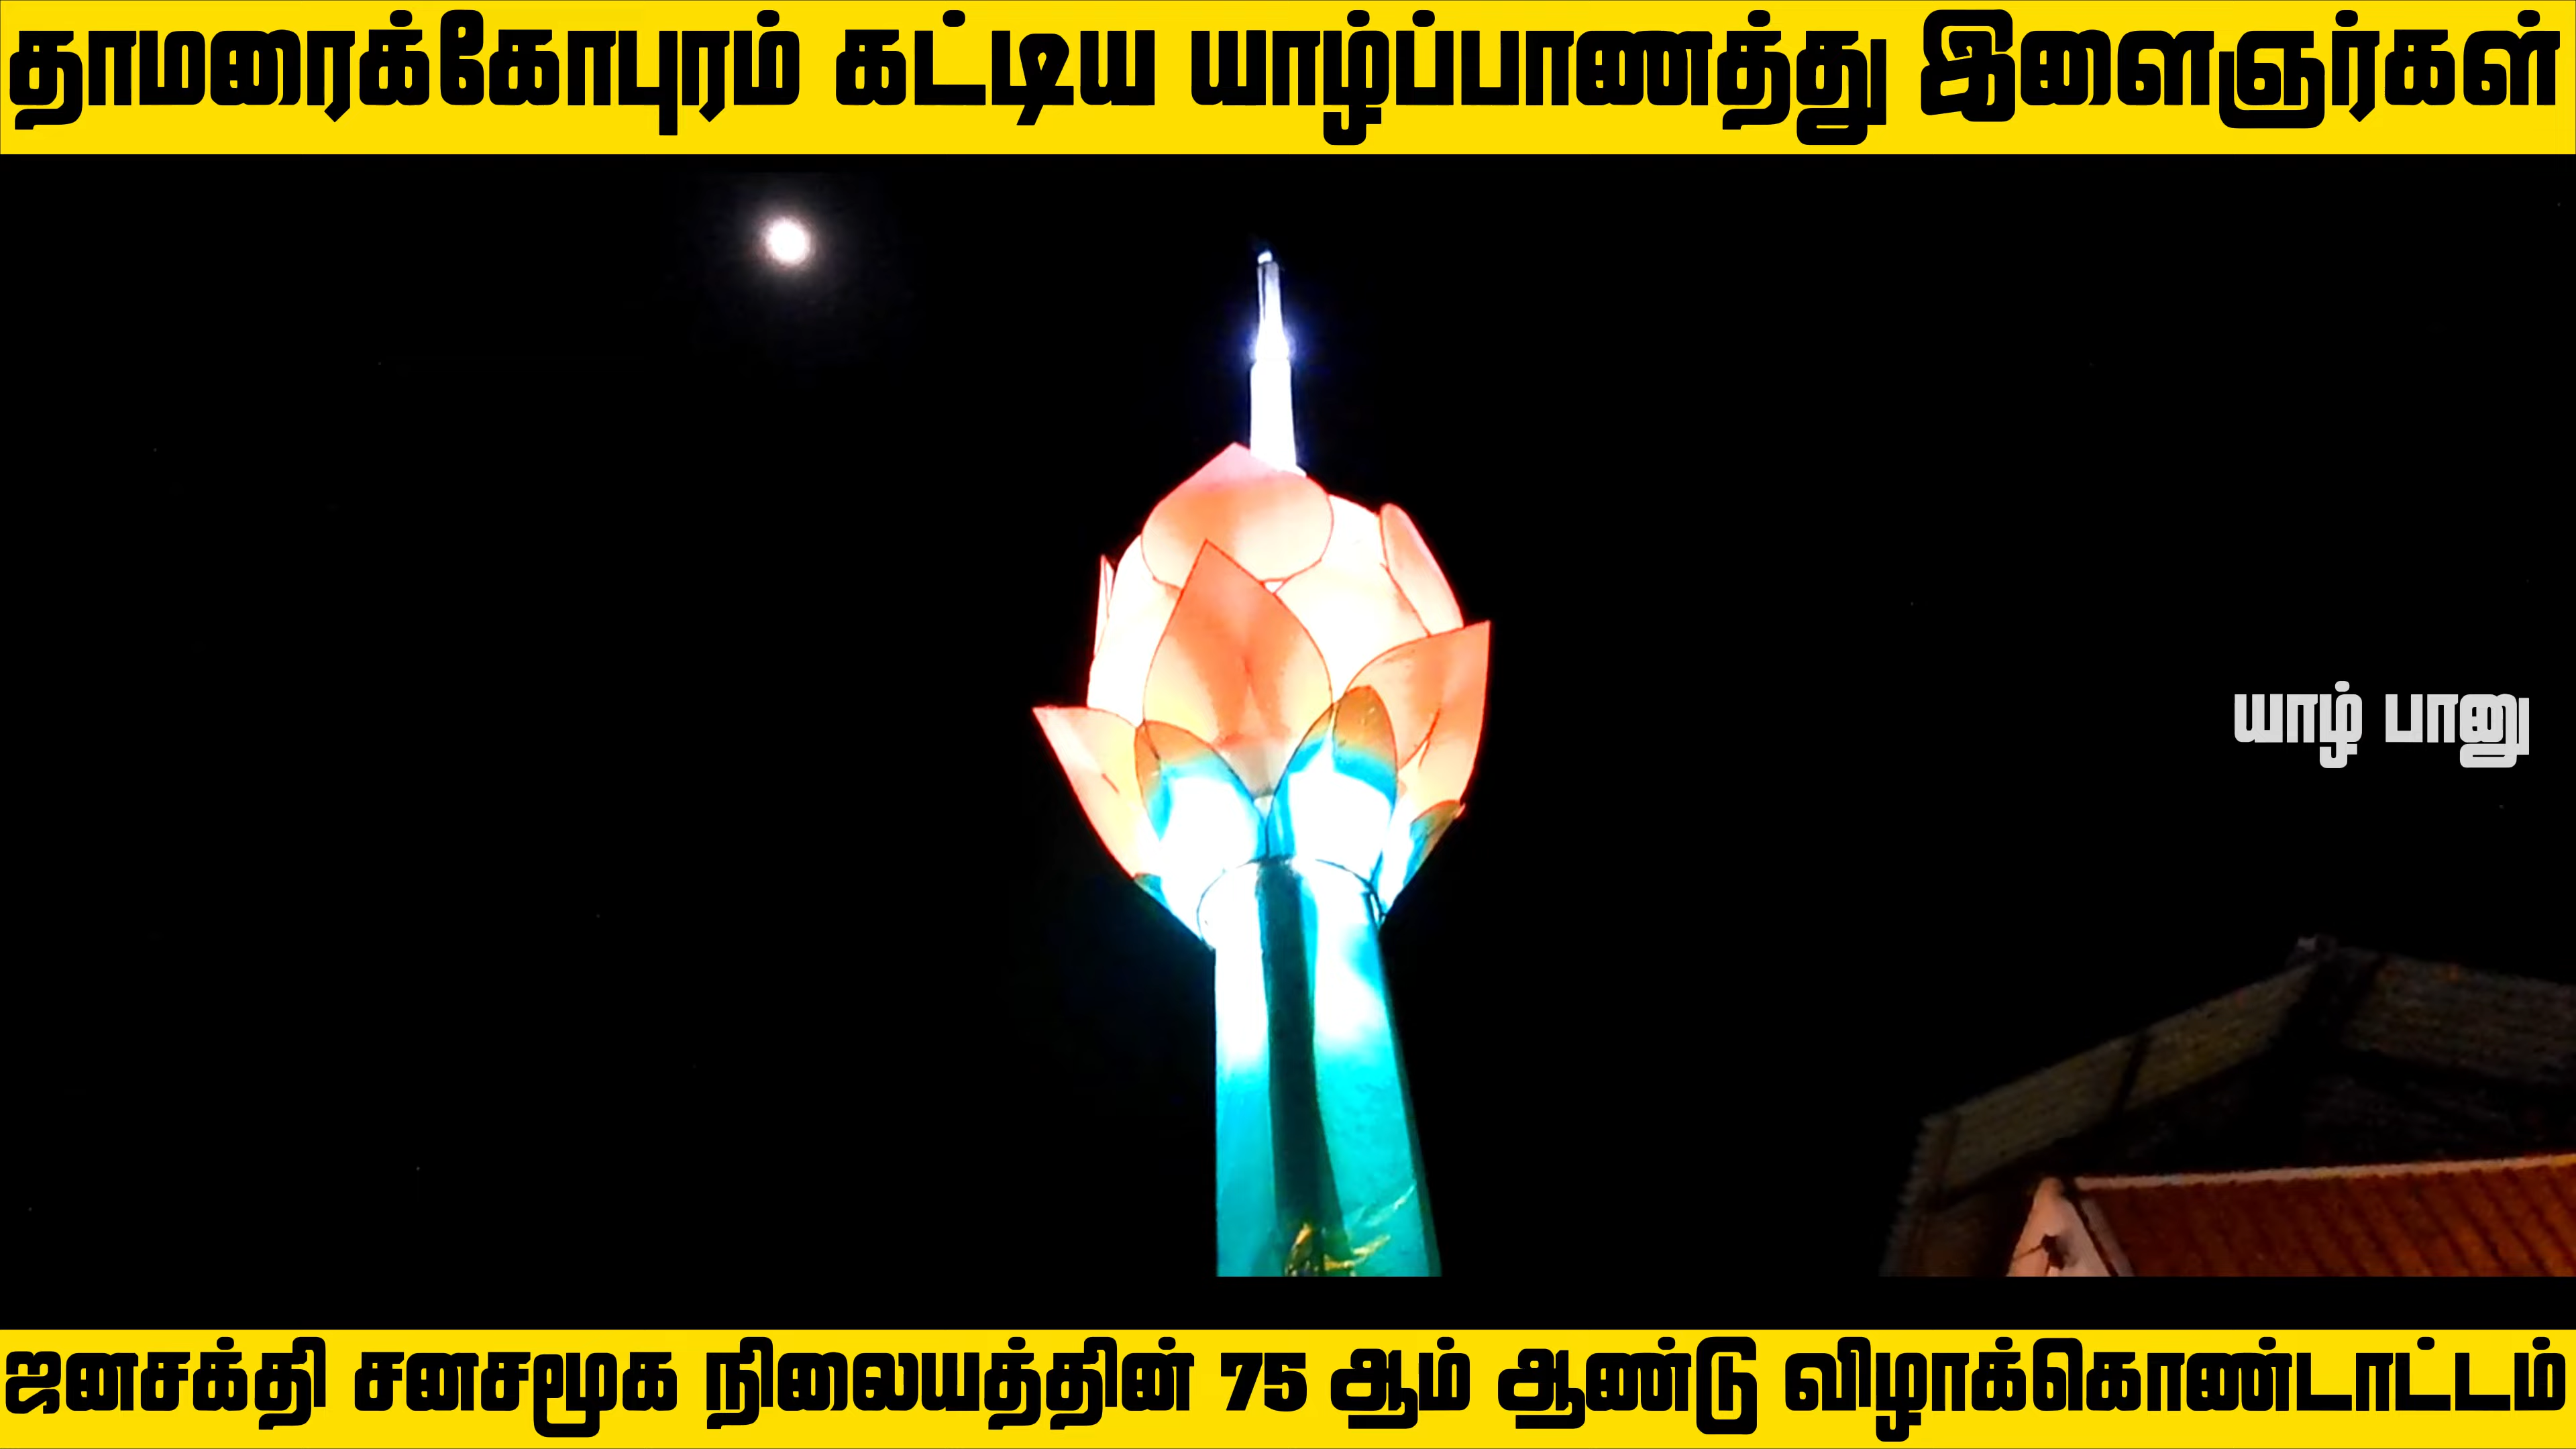 தாமரைக்கோபுரம் கட்டிய யாழ்ப்பாணத்து இளைஞர்கள்
யாழ் பானு
ஜனசக்தி சனசமூக நிலையத்தின் 75 ஆம் ஆண்டு விழாக்கொண்டாட்டம்